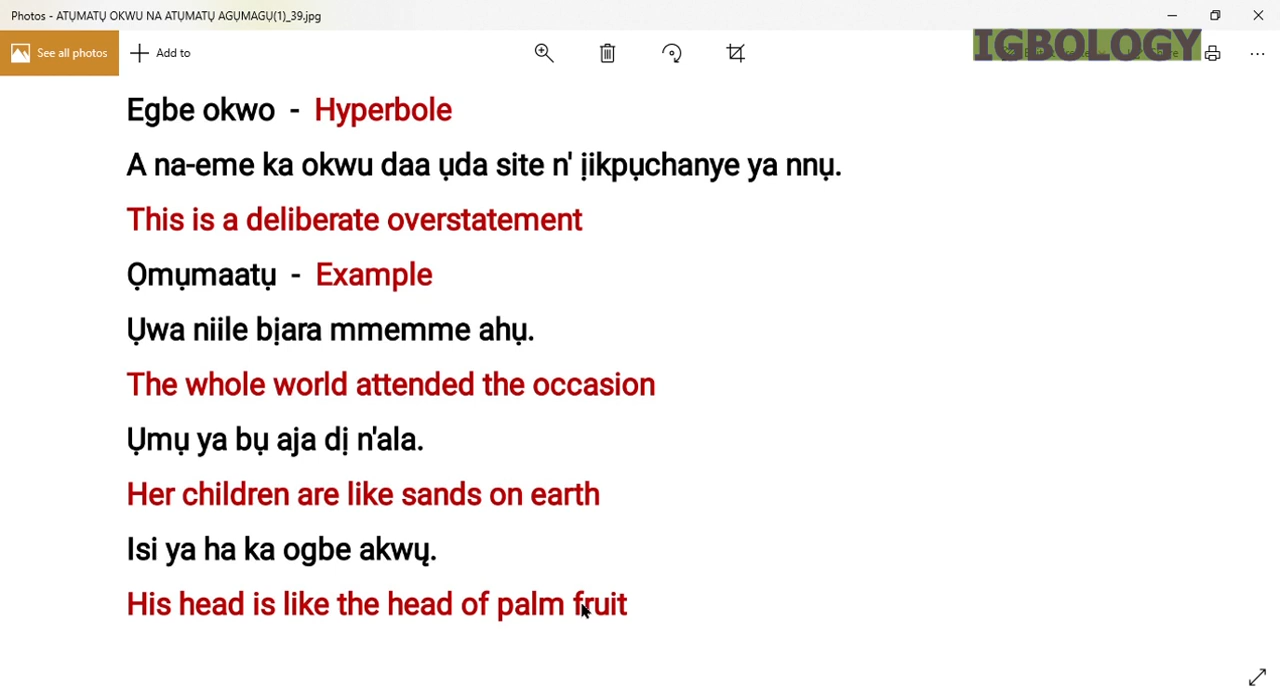 Photos - ATỤMATỤ OKWU NA ATỤMATỤ AGỤMAGỤ(1)_39.jpg
See all photos
Add to
IGBOLOGY
Egbe okwo - Hyperbole
A na-eme ka okwu daa ụda site n' ịikpụchanye ya nnụ.
This is a deliberate overstatement
Ọmụmaatụ - Example
Ụwa niile bịara mmemme ahụ.
The whole world attended the occasion
Ụmụ ya bụ aja dị n'ala.
Her children are like sands on earth
Isi ya ha ka ogbe akwụ.
His head is like the head of palm fruit